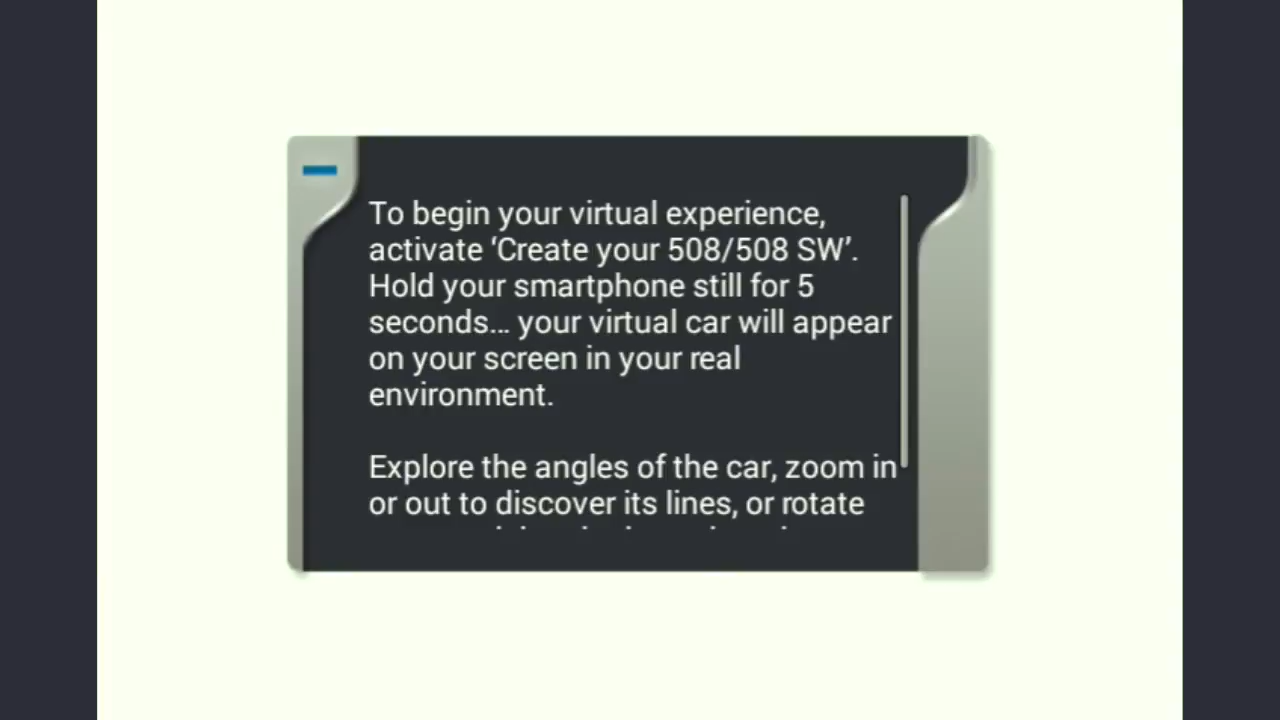 To begin your virtual experience,
activate ‘Create your 508/508 SW’.
Hold your smartphone still for 5
seconds... your virtual car will appear
on your screen in your real
environment.
Explore the angles of the car, zoom in
or out to discover its lines, or rotate